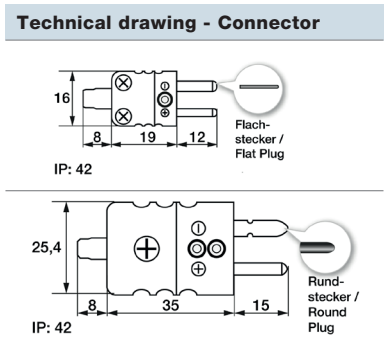 Technical drawing - Connector
16
8
19
12
Flach-
stecker /
Flat Plug
IP: 42
25,4
8
35
15
Rund-
stecker /
Round
Plug
IP: 42